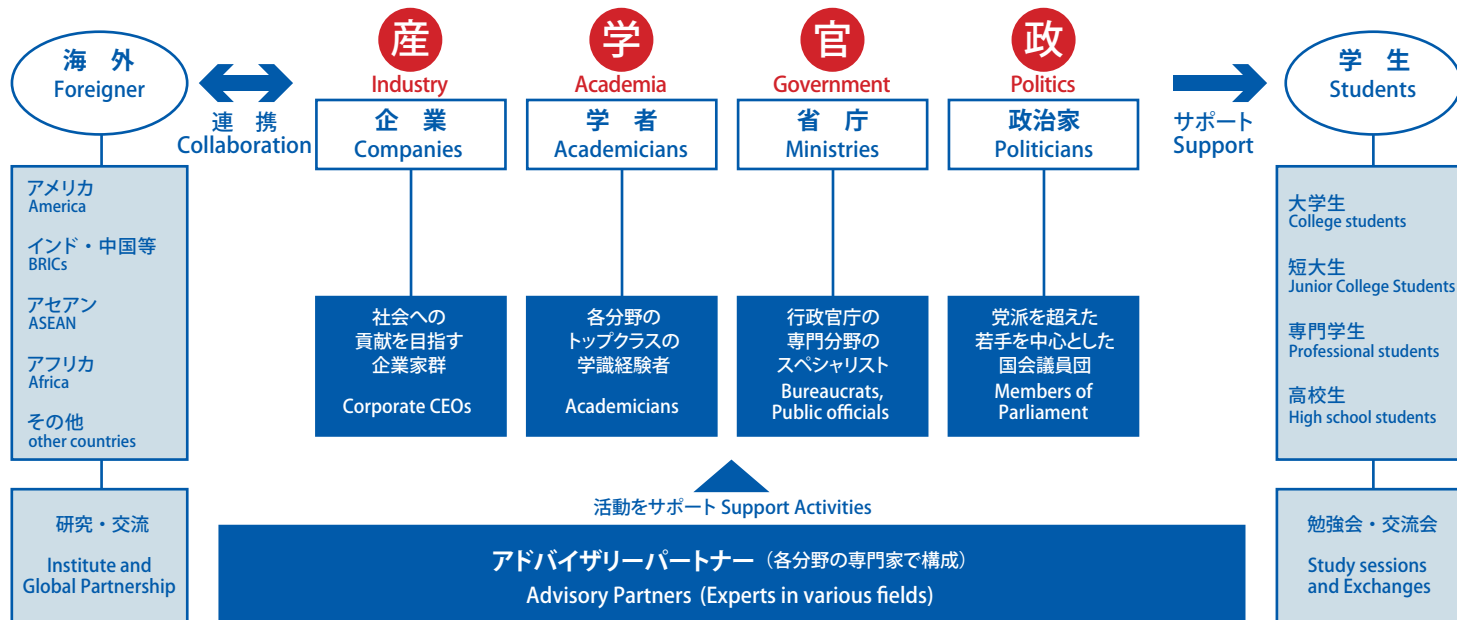 海 外
Foreigner
連 携
Collaboration
アメリカ
America
インド・中国等
BRICs
アセアン
ASEAN
アフリカ
Africa
その他
other countries
研究・交流
Institute and
Global Partnership
産
Industry
企 業
Companies
社会への
貢献を目指す
企業家群
Corporate CEOs
学
Academia
学 者
Academicians
各分野の
トップクラスの
学識経験者
Academicians
官
Government
省 庁
Ministries
行政官庁の
専門分野の
スペシャリスト
Bureaucrats,
Public officials
政
Politics
政治家
Politicians
党派を超えた
若手を中心とした
国会議員団
Members of
Parliament
サポート
Support
学 生
Students
大学生
College students
短大生
Junior College Students
専門学生
Professional students
高校生
High school students
勉強会・交流会
Study sessions
and Exchanges
活動をサポート Support Activities
アドバイザリーパートナー（各分野の専門家で構成）
Advisory Partners (Experts in various fields)